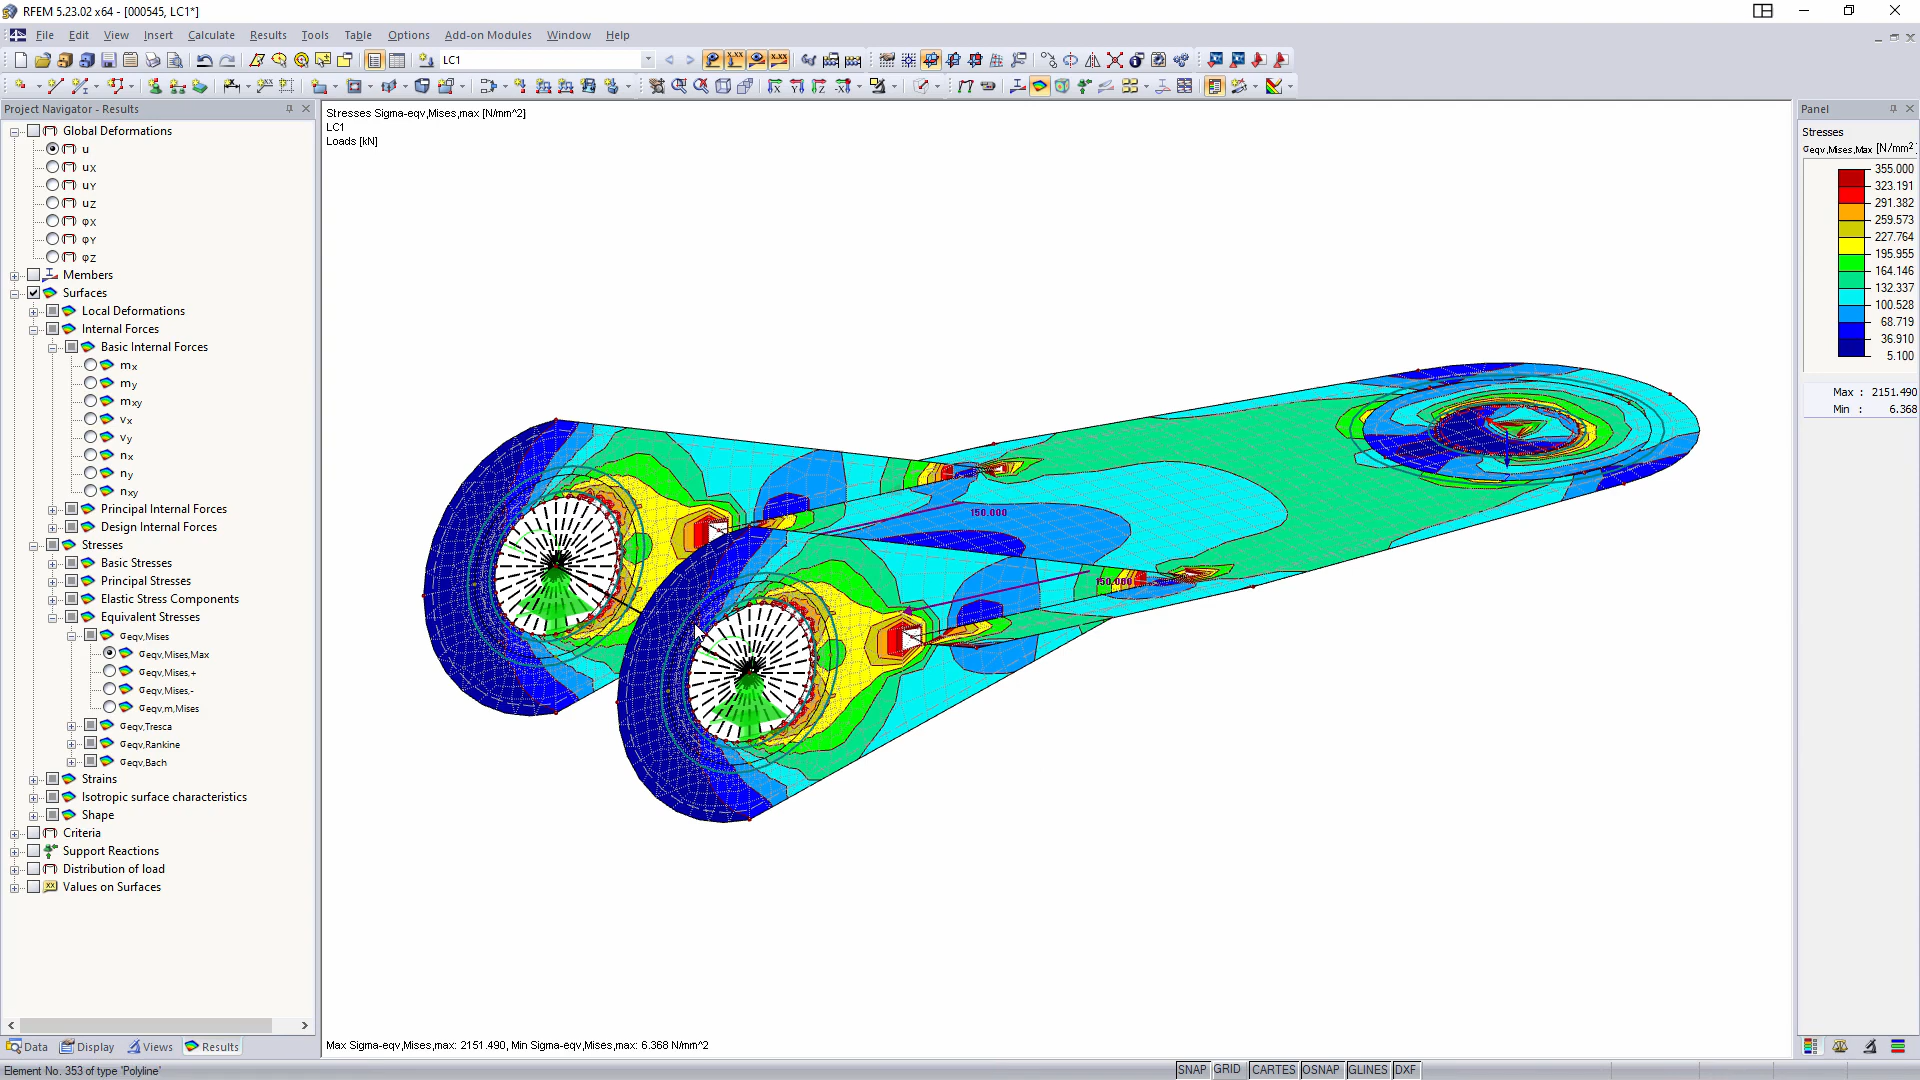 RFEM 5.23.02 x64 - [000545, LC1*]
File Edit View Insert Calculate Results Tools Table Options Add-on Modules Window Help
LC1
Project Navigator - Results
Global Deformations
u
uX
uY
uZ
φX
φY
φZ
Members
Surfaces
Local Deformations
Internal Forces
Basic Internal Forces
mx
my
mxy
vx
vy
nx
ny
nxy
Principal Internal Forces
Design Internal Forces
Stresses
Basic Stresses
Principal Stresses
Elastic Stress Components
Equivalent Stresses
σeqv,Mises
σeqv,Mises,Max
σeqv,Mises,+
σeqv,Mises,-
σeqv,m,Mises
σeqv,Tresca
σeqv,Rankine
σeqv,Bach
Strains
Isotropic surface characteristics
Shape
Criteria
Support Reactions
Distribution of load
Values on Surfaces
Data Display Views Results
Element No. 353 of type 'Polyline'
Stresses Sigma-eqv,Mises,max [N/mm^2]
LC1
Loads [kN]
150.000
150.000
Max Sigma-eqv,Mises,max: 2151.490, Min Sigma-eqv,Mises,max: 6.368 N/mm^2
Panel
Stresses
σeqv,Mises,Max [N/mm²
355.000
323.191
291.382
259.573
227.764
195.955
164.146
132.337
100.528
68.719
36.910
5.100
Max : 2151.490
Min : 6.368
SNAP GRID CARTES OSNAP GLINES DXF